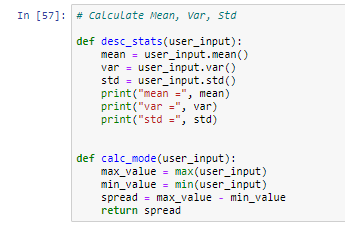 In [57]: # Calculate Mean, Var, Std

def desc_stats(user_input):
    mean = user_input.mean()
    var = user_input.var()
    std = user_input.std()
    print("mean =", mean)
    print("var =", var)
    print("std =", std)


def calc_mode(user_input):
    max_value = max(user_input)
    min_value = min(user_input)
    spread = max_value - min_value
    return spread